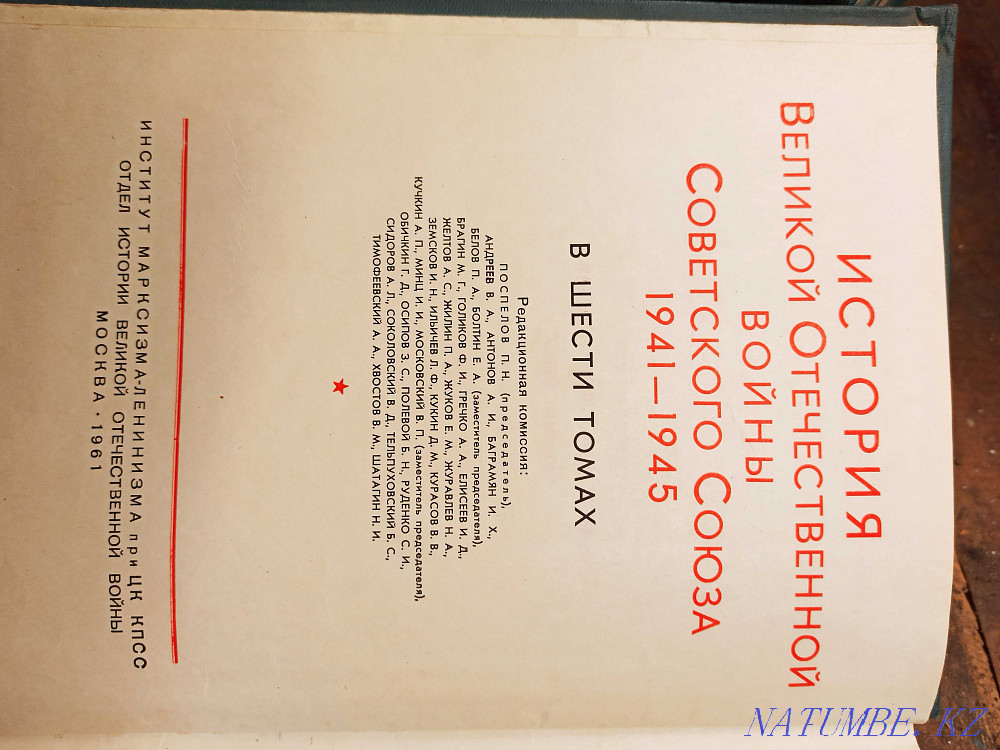 ИСТОРИЯ
ВЕЛИКОЙ ОТЕЧЕСТВЕННОЙ
ВОЙНЫ
СОВЕТСКОГО СОЮЗА
1941—1945
В ШЕСТИ ТОМАХ
Редакционная комиссия:
ПОСПЕЛОВ П. Н. (председатель),
АНДРЕЕВ В. А., АНТОНОВ А. И., БАГРАМЯН И. Х.,
БЕЛОВ П. А., БОЛТИН Е. А. (заместитель председателя),
БРАГИН М. Г., ГОЛИКОВ Ф. И., ГРЕЧКО А. А., ЕЛИСЕЕВ И. Д.,
ЖЕЛТОВ А. С., ЖИЛИН П. А., ЖУКОВ Е. М., ЖУРАВЛЕВ Н. А.,
ЗЕМСКОВ И. Н., ИЛЬИЧЕВ Л. Ф., КУКИН Д. М., КУРАСОВ В. В.,
КУЧКИН А. П., МИНЦ И. И., МОСКОВСКИЙ В. П. (заместитель председателя),
ОБИЧКИН Г. Д., ОСИПОВ З. С., ПОЛЕВОЙ Б. Н., РУДЕНКО С. И.,
СИДОРОВ А. Л., СОКОЛОВСКИЙ В. Д., ТЕЛЬПУХОВСКИЙ Б. С.,
ТИМОФЕЕВСКИЙ А. А., ХВОСТОВ В. М., ШАТАГИН Н. И.
ИНСТИТУТ МАРКСИЗМА-ЛЕНИНИЗМА при ЦК КПСС
ОТДЕЛ ИСТОРИИ ВЕЛИКОЙ ОТЕЧЕСТВЕННОЙ ВОЙНЫ
МОСКВА · 1961
NATUMBE.KZ